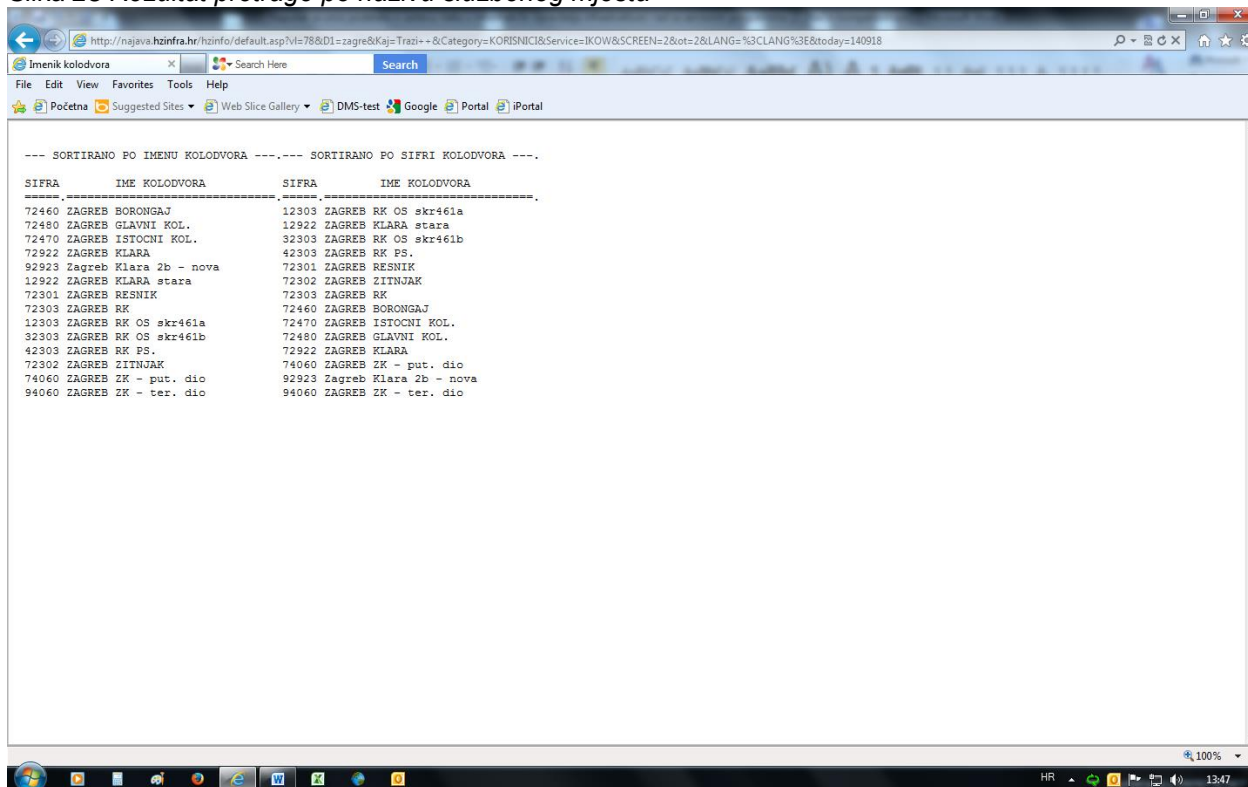 http://najava.hzinfra.hr/hzinfo/default.asp?vl=78&D1=zagre&Kaj=Trazi++&Category=KORISNICI&Service=IKOW&SCREEN=2&ot=2&LANG=%3CLANG%3E&today=140918
Imenik kolodvora Search Here Search
File Edit View Favorites Tools Help
Početna Suggested Sites Web Slice Gallery DMS-test Google Portal iPortal
--- SORTIRANO PO IMENU KOLODVORA ---.--- SORTIRANO PO SIFRI KOLODVORA ---.
SIFRA IME KOLODVORA SIFRA IME KOLODVORA
=====.==============================.=====.==============================.
72460 ZAGREB BORONGAJ 12303 ZAGREB RK OS skr461a
72480 ZAGREB GLAVNI KOL. 12922 ZAGREB KLARA stara
72470 ZAGREB ISTOCNI KOL. 32303 ZAGREB RK OS skr461b
72922 ZAGREB KLARA 42303 ZAGREB RK PS.
92923 Zagreb Klara 2b - nova 72301 ZAGREB RESNIK
12922 ZAGREB KLARA stara 72302 ZAGREB ZITNJAK
72301 ZAGREB RESNIK 72303 ZAGREB RK
72303 ZAGREB RK 72460 ZAGREB BORONGAJ
12303 ZAGREB RK OS skr461a 72470 ZAGREB ISTOCNI KOL.
32303 ZAGREB RK OS skr461b 72480 ZAGREB GLAVNI KOL.
42303 ZAGREB RK PS. 72922 ZAGREB KLARA
72302 ZAGREB ZITNJAK 74060 ZAGREB ZK - put. dio
74060 ZAGREB ZK - put. dio 92923 Zagreb Klara 2b - nova
94060 ZAGREB ZK - ter. dio 94060 ZAGREB ZK - ter. dio
100%
HR 13:47